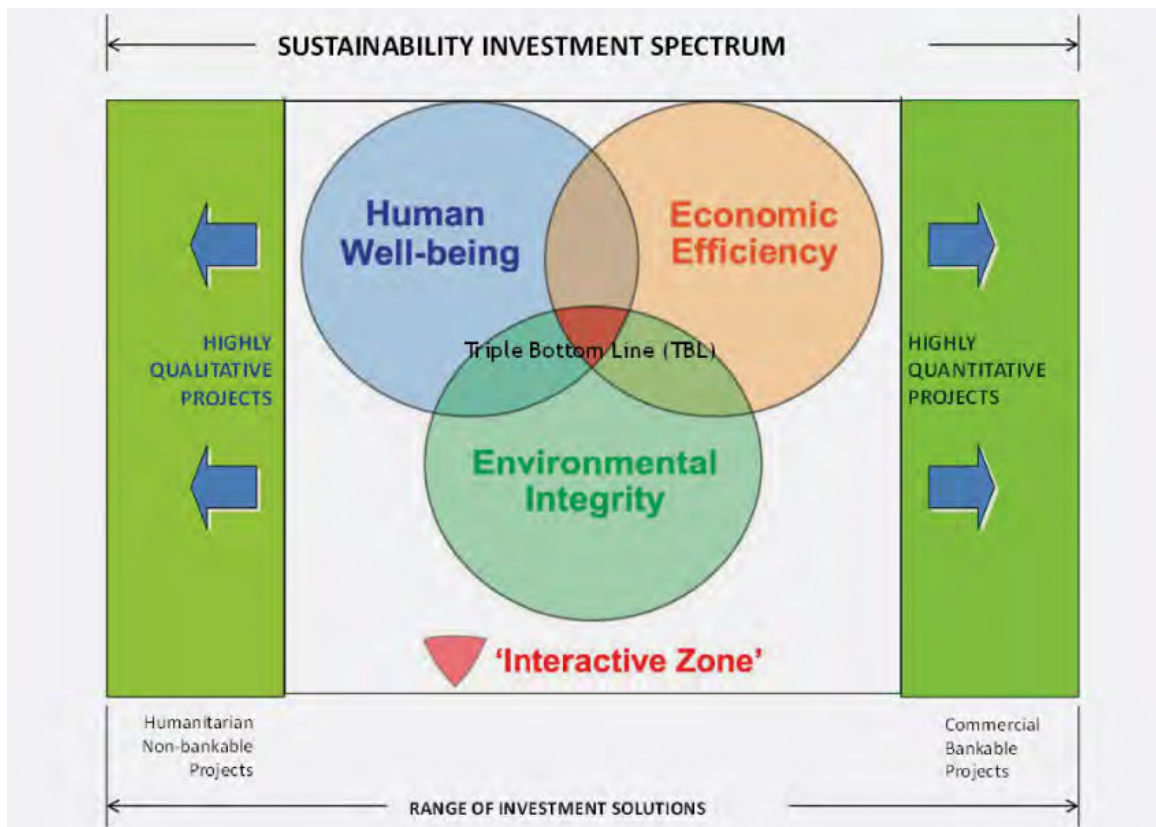 SUSTAINABILITY INVESTMENT SPECTRUM
Human
Well-being
Economic
Efficiency
HIGHLY
QUALITATIVE
PROJECTS
Triple Bottom Line (TBL)
HIGHLY
QUANTITATIVE
PROJECTS
Environmental
Integrity
‘Interactive Zone’
Humanitarian
Non-bankable
Projects
Commercial
Bankable
Projects
RANGE OF INVESTMENT SOLUTIONS